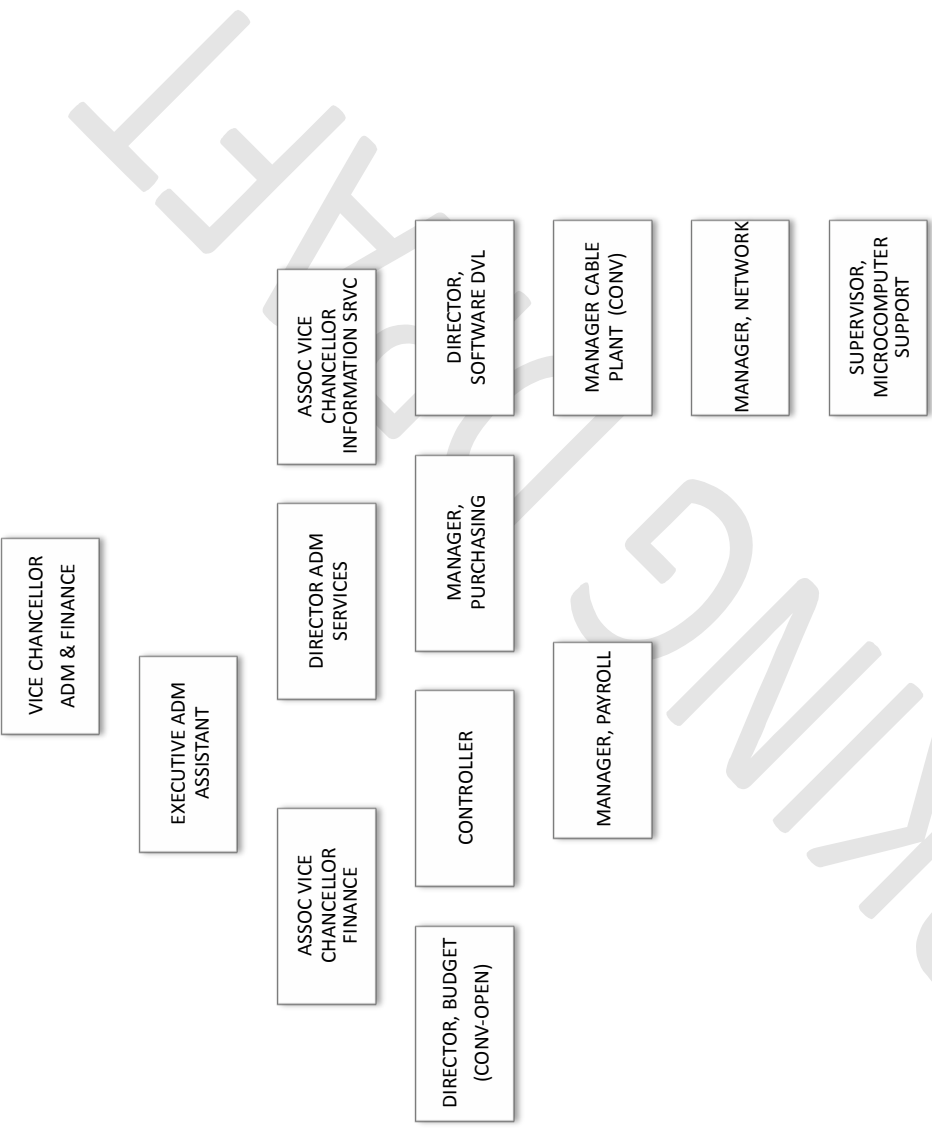 VICE CHANCELLOR
ADM & FINANCE
EXECUTIVE ADM
ASSISTANT
ASSOC VICE
CHANCELLOR
FINANCE
DIRECTOR ADM
SERVICES
ASSOC VICE
CHANCELLOR
INFORMATION SRVC
DIRECTOR, BUDGET
(CONV-OPEN)
CONTROLLER
MANAGER,
PURCHASING
DIRECTOR,
SOFTWARE DVL
MANAGER, PAYROLL
MANAGER CABLE
PLANT (CONV)
MANAGER, NETWORK
SUPERVISOR,
MICROCOMPUTER
SUPPORT
KING DRAFT